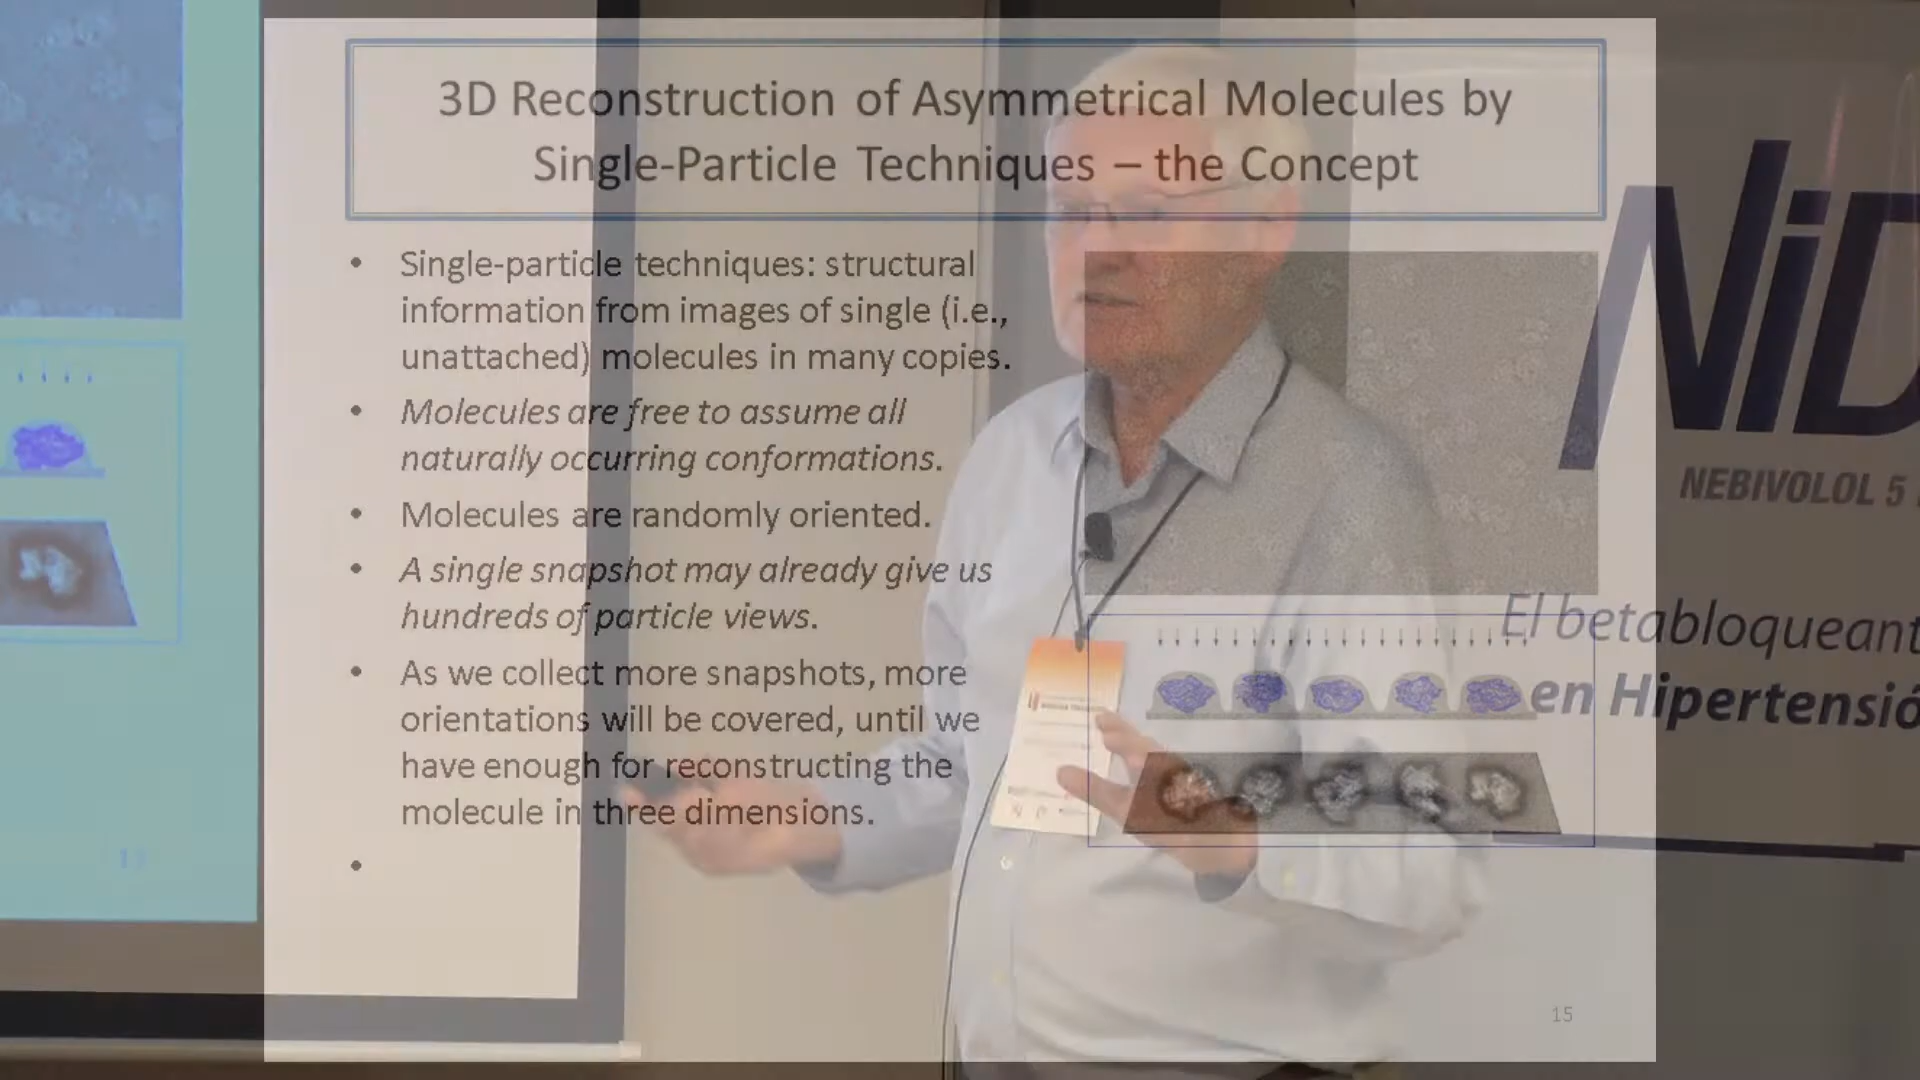 3D Reconstruction of Asymmetrical Molecules by
Single-Particle Techniques – the Concept
• Single-particle techniques: structural
information from images of single (i.e.,
unattached) molecules in many copies.
• Molecules are free to assume all
naturally occurring conformations.
• Molecules are randomly oriented.
• A single snapshot may already give us
hundreds of particle views.
• As we collect more snapshots, more
orientations will be covered, until we
have enough for reconstructing the
molecule in three dimensions.
•
15
NiD
NEBIVOLOL 5
El betabloqueant
en Hipertensió